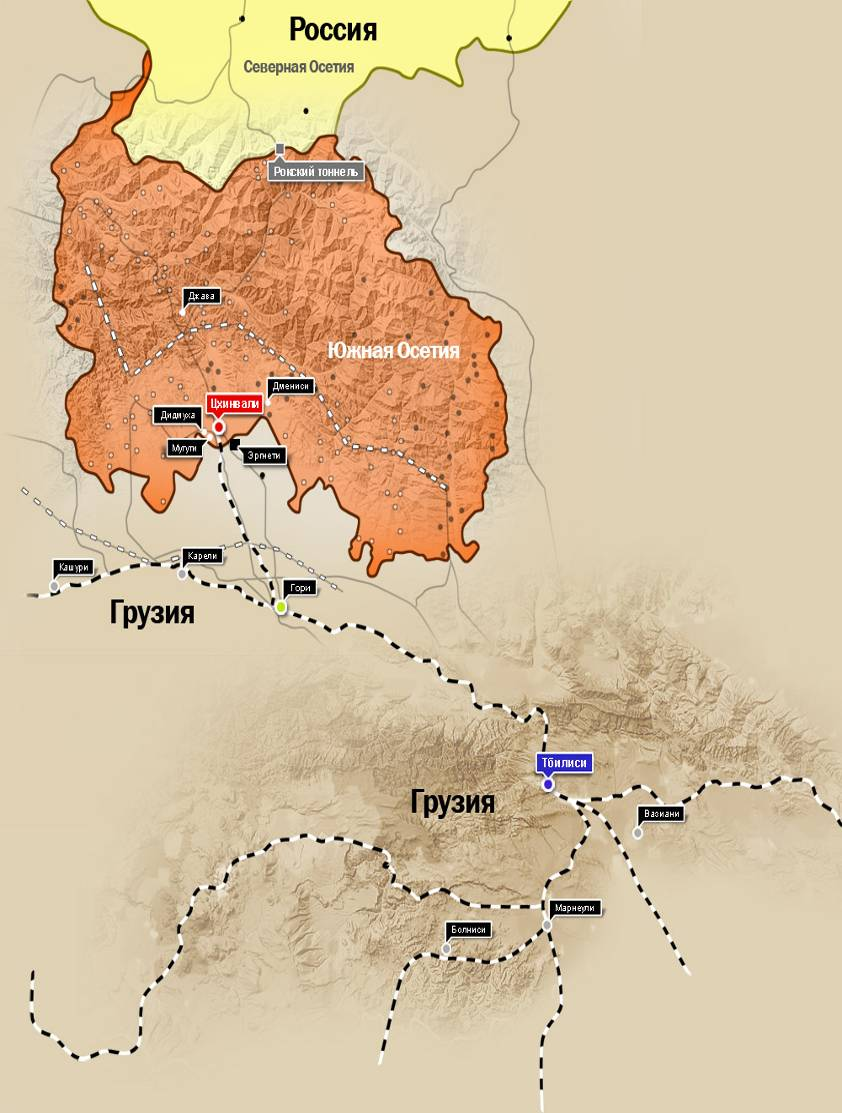 Россия
Северная Осетия
Рокский тоннель
Джава
Южная Осетия
Дмениси
Цхинвали
Дидмуха
Мугути
Эргнети
Карели
Кашури
Гори
Грузия
Тбилиси
Грузия
Вазиани
Марнеули
Болниси